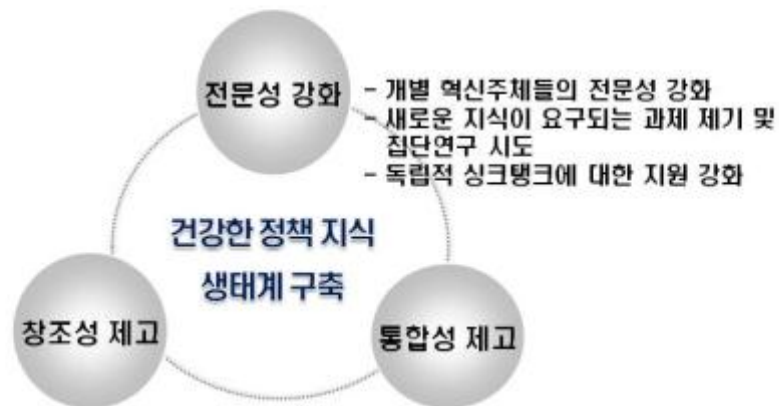 전문성 강화
- 개별 혁신주체들의 전문성 강화
- 새로운 지식이 요구되는 과제 제기 및
집단연구 시도
- 독립적 싱크탱크에 대한 지원 강화
건강한 정책 지식
생태계 구축
창조성 제고
통합성 제고